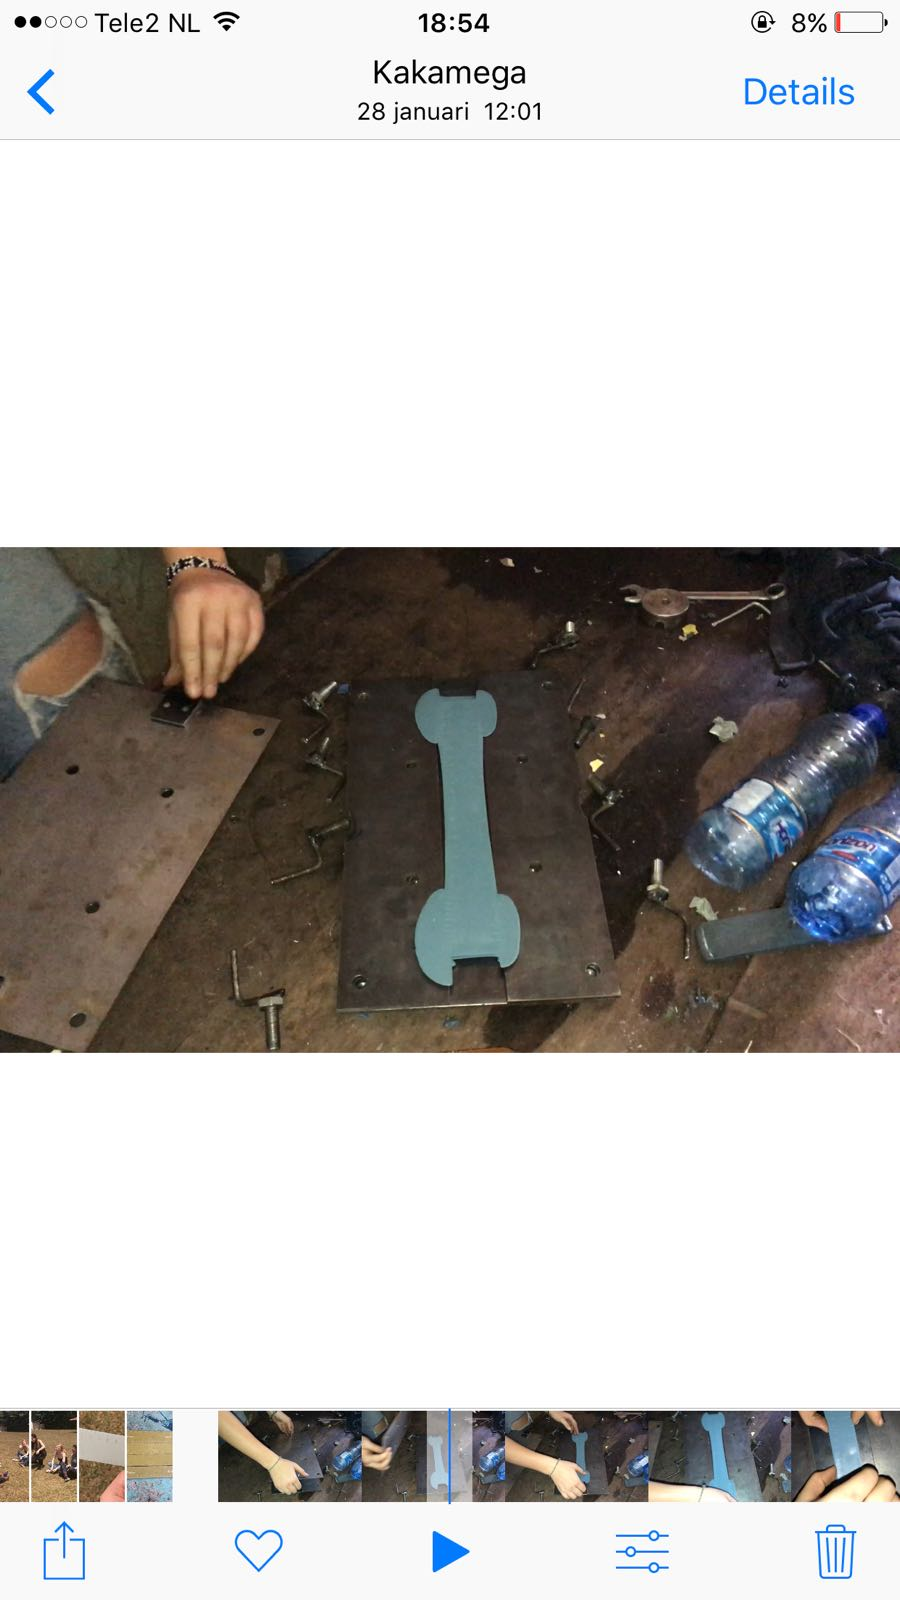 Tele2 NL 18:54 8%
Kakamega
28 januari 12:01
Details